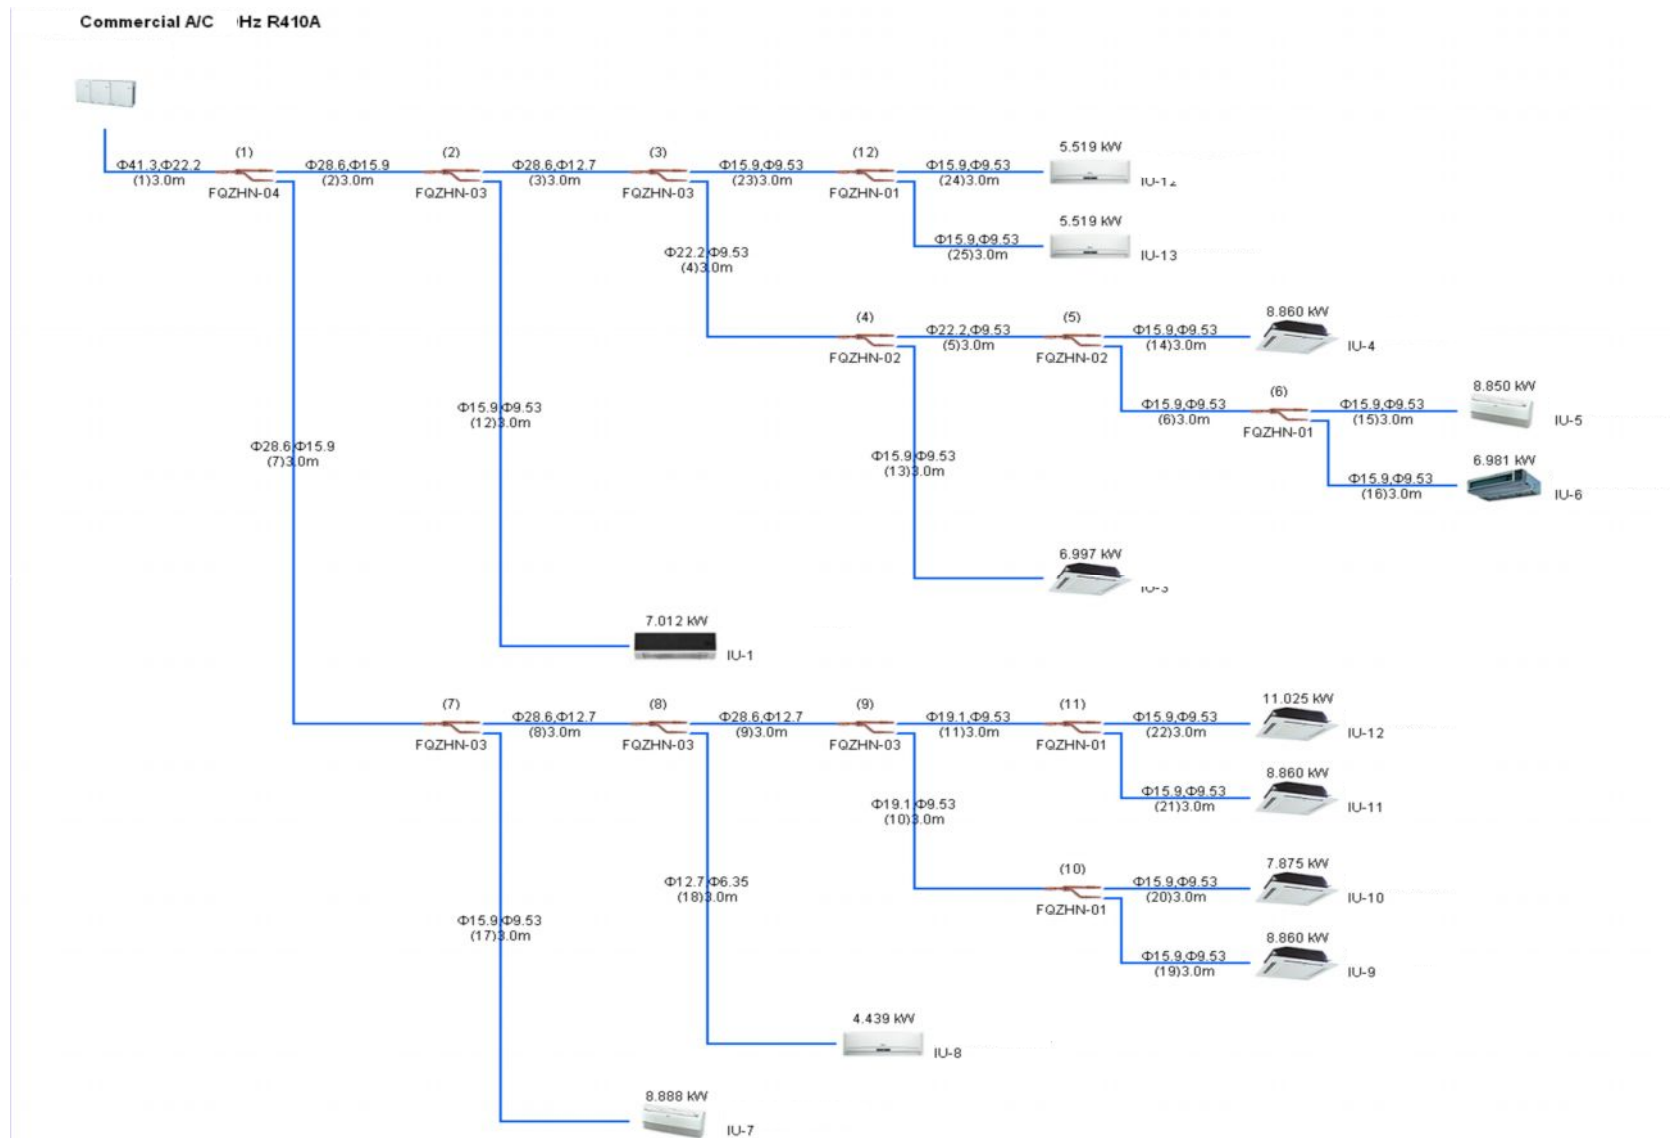 Commercial A/C Hz R410A
(1) (2) (3) (12) 5.519 kW
Φ41.3,Φ22.2 Φ28.6,Φ15.9 Φ28.6,Φ12.7 Φ15.9,Φ9.53 Φ15.9,Φ9.53
(1)3.0m (2)3.0m (3)3.0m (23)3.0m (24)3.0m IU-12
FQZHN-04 FQZHN-03 FQZHN-03 FQZHN-01
5.519 kW
Φ22.2,Φ9.53 Φ15.9,Φ9.53
(4)3.0m (25)3.0m IU-13
(4) (5) 8.860 kW
Φ22.2,Φ9.53 Φ15.9,Φ9.53
(5)3.0m (14)3.0m IU-4
FQZHN-02 FQZHN-02
(6) 8.850 kW
Φ15.9,Φ9.53 Φ15.9,Φ9.53 Φ15.9,Φ9.53
(12)3.0m (6)3.0m (15)3.0m IU-5
FQZHN-01
Φ28.6,Φ15.9 Φ15.9,Φ9.53 6.981 kW
(7)3.0m (13)3.0m Φ15.9,Φ9.53
(16)3.0m IU-6
6.997 kW
IU-3
7.012 kW
IU-1
(7) (8) (9) (11) 11.025 kW
Φ28.6,Φ12.7 Φ28.6,Φ12.7 Φ19.1,Φ9.53 Φ15.9,Φ9.53
(8)3.0m (9)3.0m (11)3.0m (22)3.0m IU-12
FQZHN-03 FQZHN-03 FQZHN-03 FQZHN-01
8.860 kW
Φ19.1,Φ9.53 Φ15.9,Φ9.53
(10)3.0m (21)3.0m IU-11
(10) 7.875 kW
Φ12.7,Φ6.35 Φ15.9,Φ9.53
(18)3.0m (20)3.0m IU-10
FQZHN-01
Φ15.9,Φ9.53 8.860 kW
(17)3.0m Φ15.9,Φ9.53
(19)3.0m IU-9
4.439 kW
IU-8
8.888 kW
IU-7